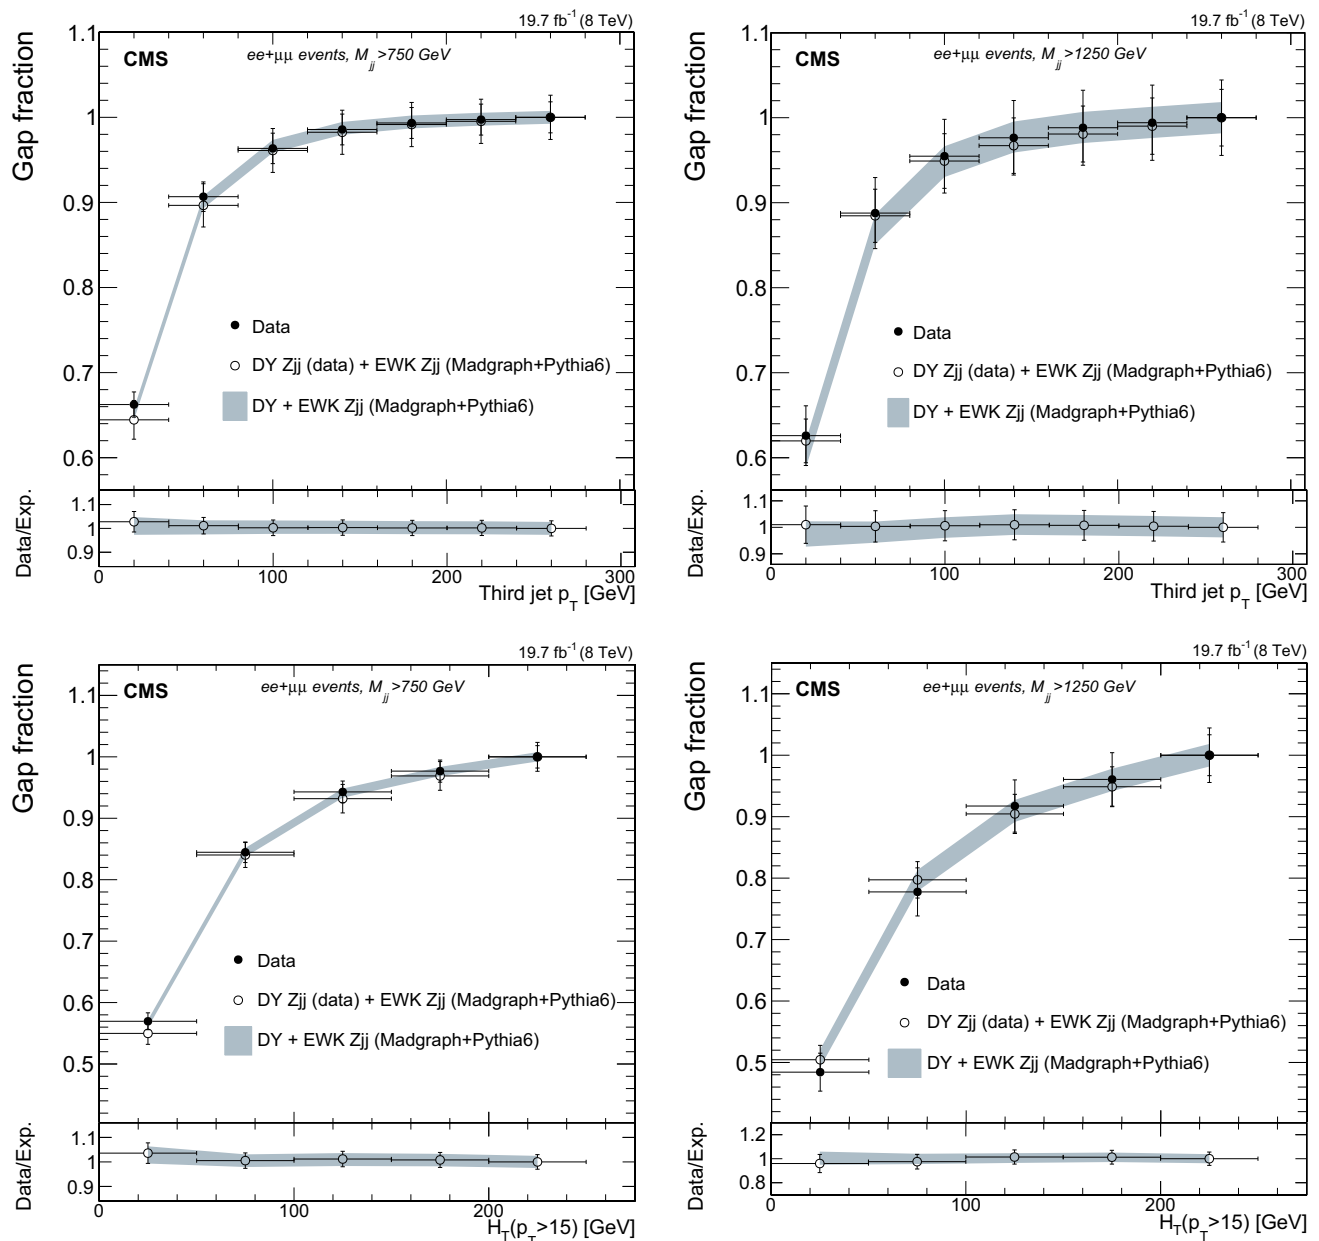 19.7 fb-1 (8 TeV)
CMS
ee+μμ events, Mjj >750 GeV
Gap fraction
1.1
1
0.9
0.8
0.7
0.6
Data
DY Zjj (data) + EWK Zjj (Madgraph+Pythia6)
DY + EWK Zjj (Madgraph+Pythia6)
Data/Exp.
1.1
1
0.9
0 100 200 300
Third jet pT [GeV]
19.7 fb-1 (8 TeV)
CMS
ee+μμ events, Mjj >1250 GeV
Gap fraction
1.1
1
0.9
0.8
0.7
0.6
Data
DY Zjj (data) + EWK Zjj (Madgraph+Pythia6)
DY + EWK Zjj (Madgraph+Pythia6)
Data/Exp.
1.1
1
0.9
0 100 200 300
Third jet pT [GeV]
19.7 fb-1 (8 TeV)
CMS
ee+μμ events, Mjj >750 GeV
Gap fraction
1.1
1
0.9
0.8
0.7
0.6
0.5
Data
DY Zjj (data) + EWK Zjj (Madgraph+Pythia6)
DY + EWK Zjj (Madgraph+Pythia6)
Data/Exp.
1.1
1
0.9
0 100 200
HT(pT>15) [GeV]
19.7 fb-1 (8 TeV)
CMS
ee+μμ events, Mjj >1250 GeV
Gap fraction
1.1
1
0.9
0.8
0.7
0.6
0.5
Data
DY Zjj (data) + EWK Zjj (Madgraph+Pythia6)
DY + EWK Zjj (Madgraph+Pythia6)
Data/Exp.
1.2
1
0.8
0 100 200
HT(pT>15) [GeV]